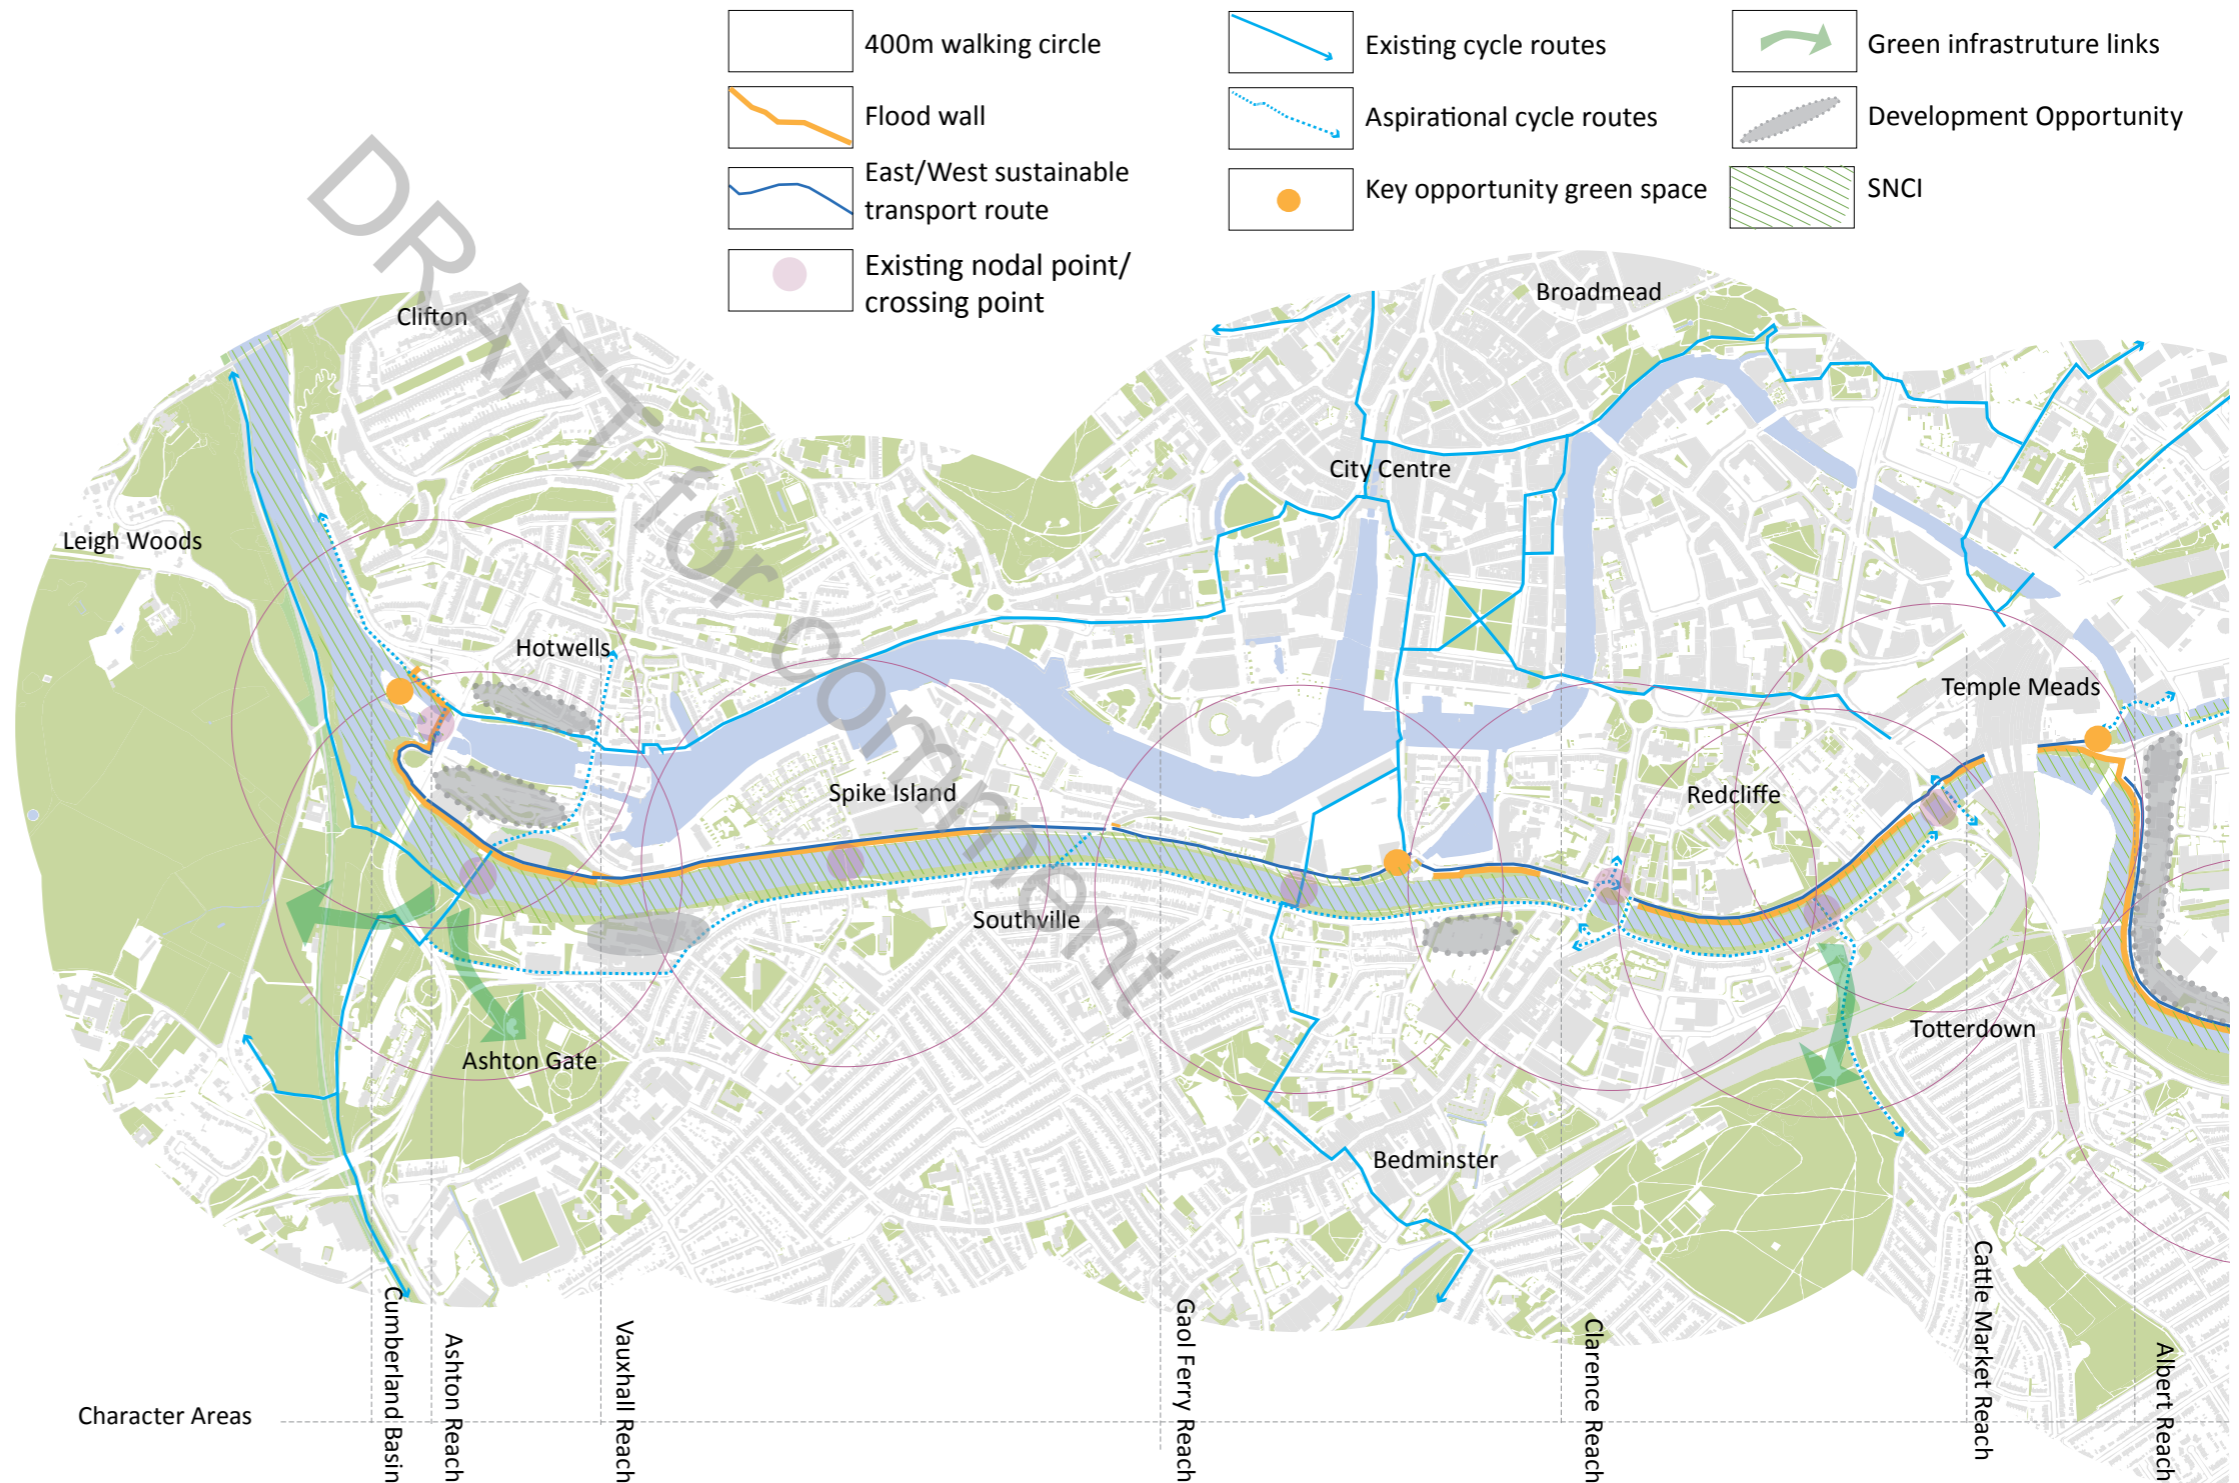 400m walking circle
Flood wall
East/West sustainable
transport route
Existing nodal point/
crossing point
Existing cycle routes
Aspirational cycle routes
Key opportunity green space
Green infrastruture links
Development Opportunity
SNCI
DRAFT for comment
Clifton
Broadmead
City Centre
Leigh Woods
Hotwells
Temple Meads
Spike Island
Redcliffe
Southville
Totterdown
Ashton Gate
Bedminster
Character Areas
Cumberland Basin
Ashton Reach
Vauxhall Reach
Gaol Ferry Reach
Clarence Reach
Cattle Market Reach
Albert Reach